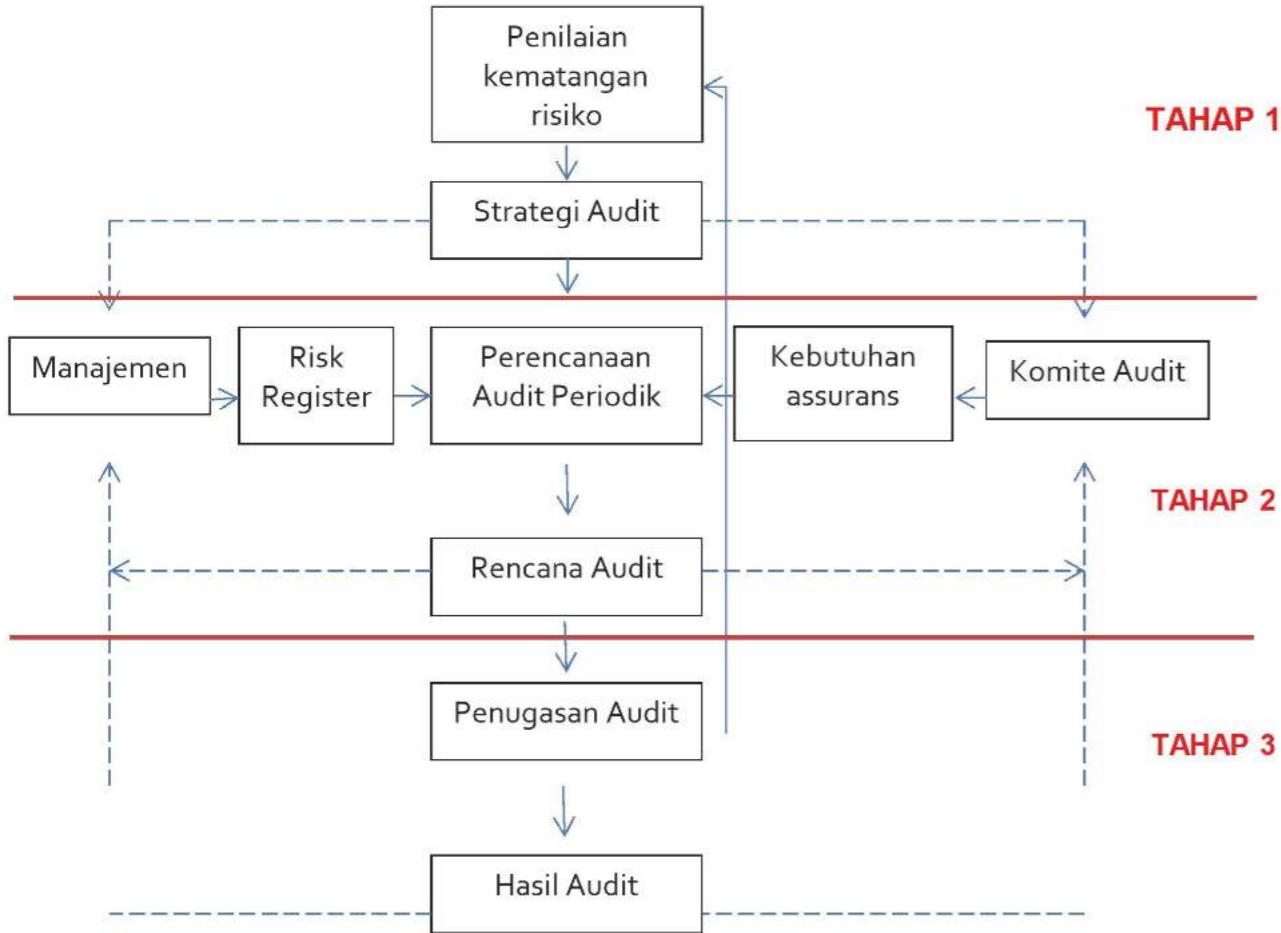 Penilaian
kematangan
risiko
TAHAP 1
Strategi Audit
Manajemen
Risk
Register
Perencanaan
Audit Periodik
Kebutuhan
assurans
Komite Audit
TAHAP 2
Rencana Audit
Penugasan Audit
TAHAP 3
Hasil Audit